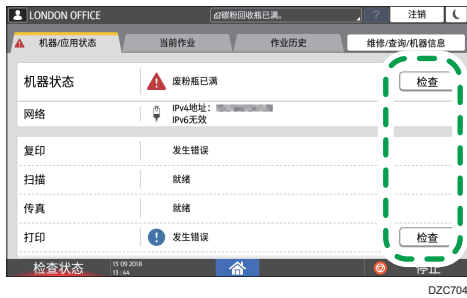 LONDON OFFICE
碳粉回收瓶已满。
?
注销
机器/应用状态
当前作业
作业历史
维修/查询/机器信息
机器状态
废粉瓶已满
检查
网络
IPv4地址：
IPv6无效
复印
发生错误
扫描
就绪
传真
就绪
打印
发生错误
检查
检查状态
13 09 2018
13 : 44
停止
DZC704